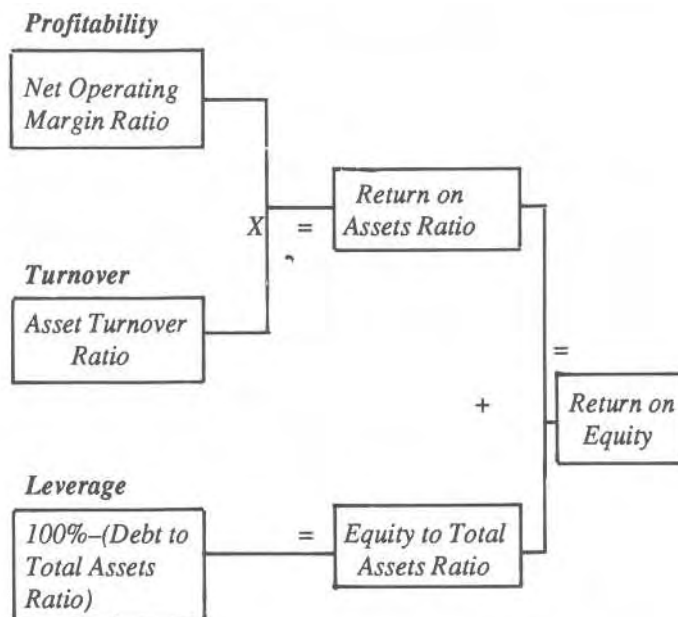 Profitability
Net Operating
Margin Ratio
X , =
Return on
Assets Ratio
Turnover
Asset Turnover
Ratio
+
=
Return on
Equity
Leverage
100%–(Debt to
Total Assets
Ratio)
=
Equity to Total
Assets Ratio